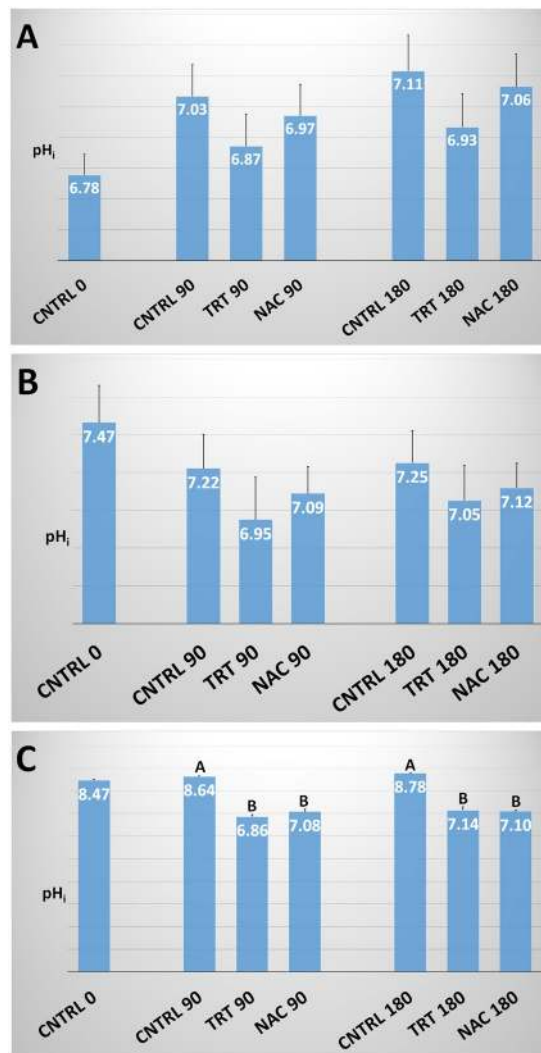 A
pHi
6.78
7.03
6.87
6.97
7.11
6.93
7.06
CNTRL 0
CNTRL 90
TRT 90
NAC 90
CNTRL 180
TRT 180
NAC 180
B
pHi
7.47
7.22
6.95
7.09
7.25
7.05
7.12
CNTRL 0
CNTRL 90
TRT 90
NAC 90
CNTRL 180
TRT 180
NAC 180
C
pHi
A
B
B
A
B
B
8.47
8.64
6.86
7.08
8.78
7.14
7.10
CNTRL 0
CNTRL 90
TRT 90
NAC 90
CNTRL 180
TRT 180
NAC 180